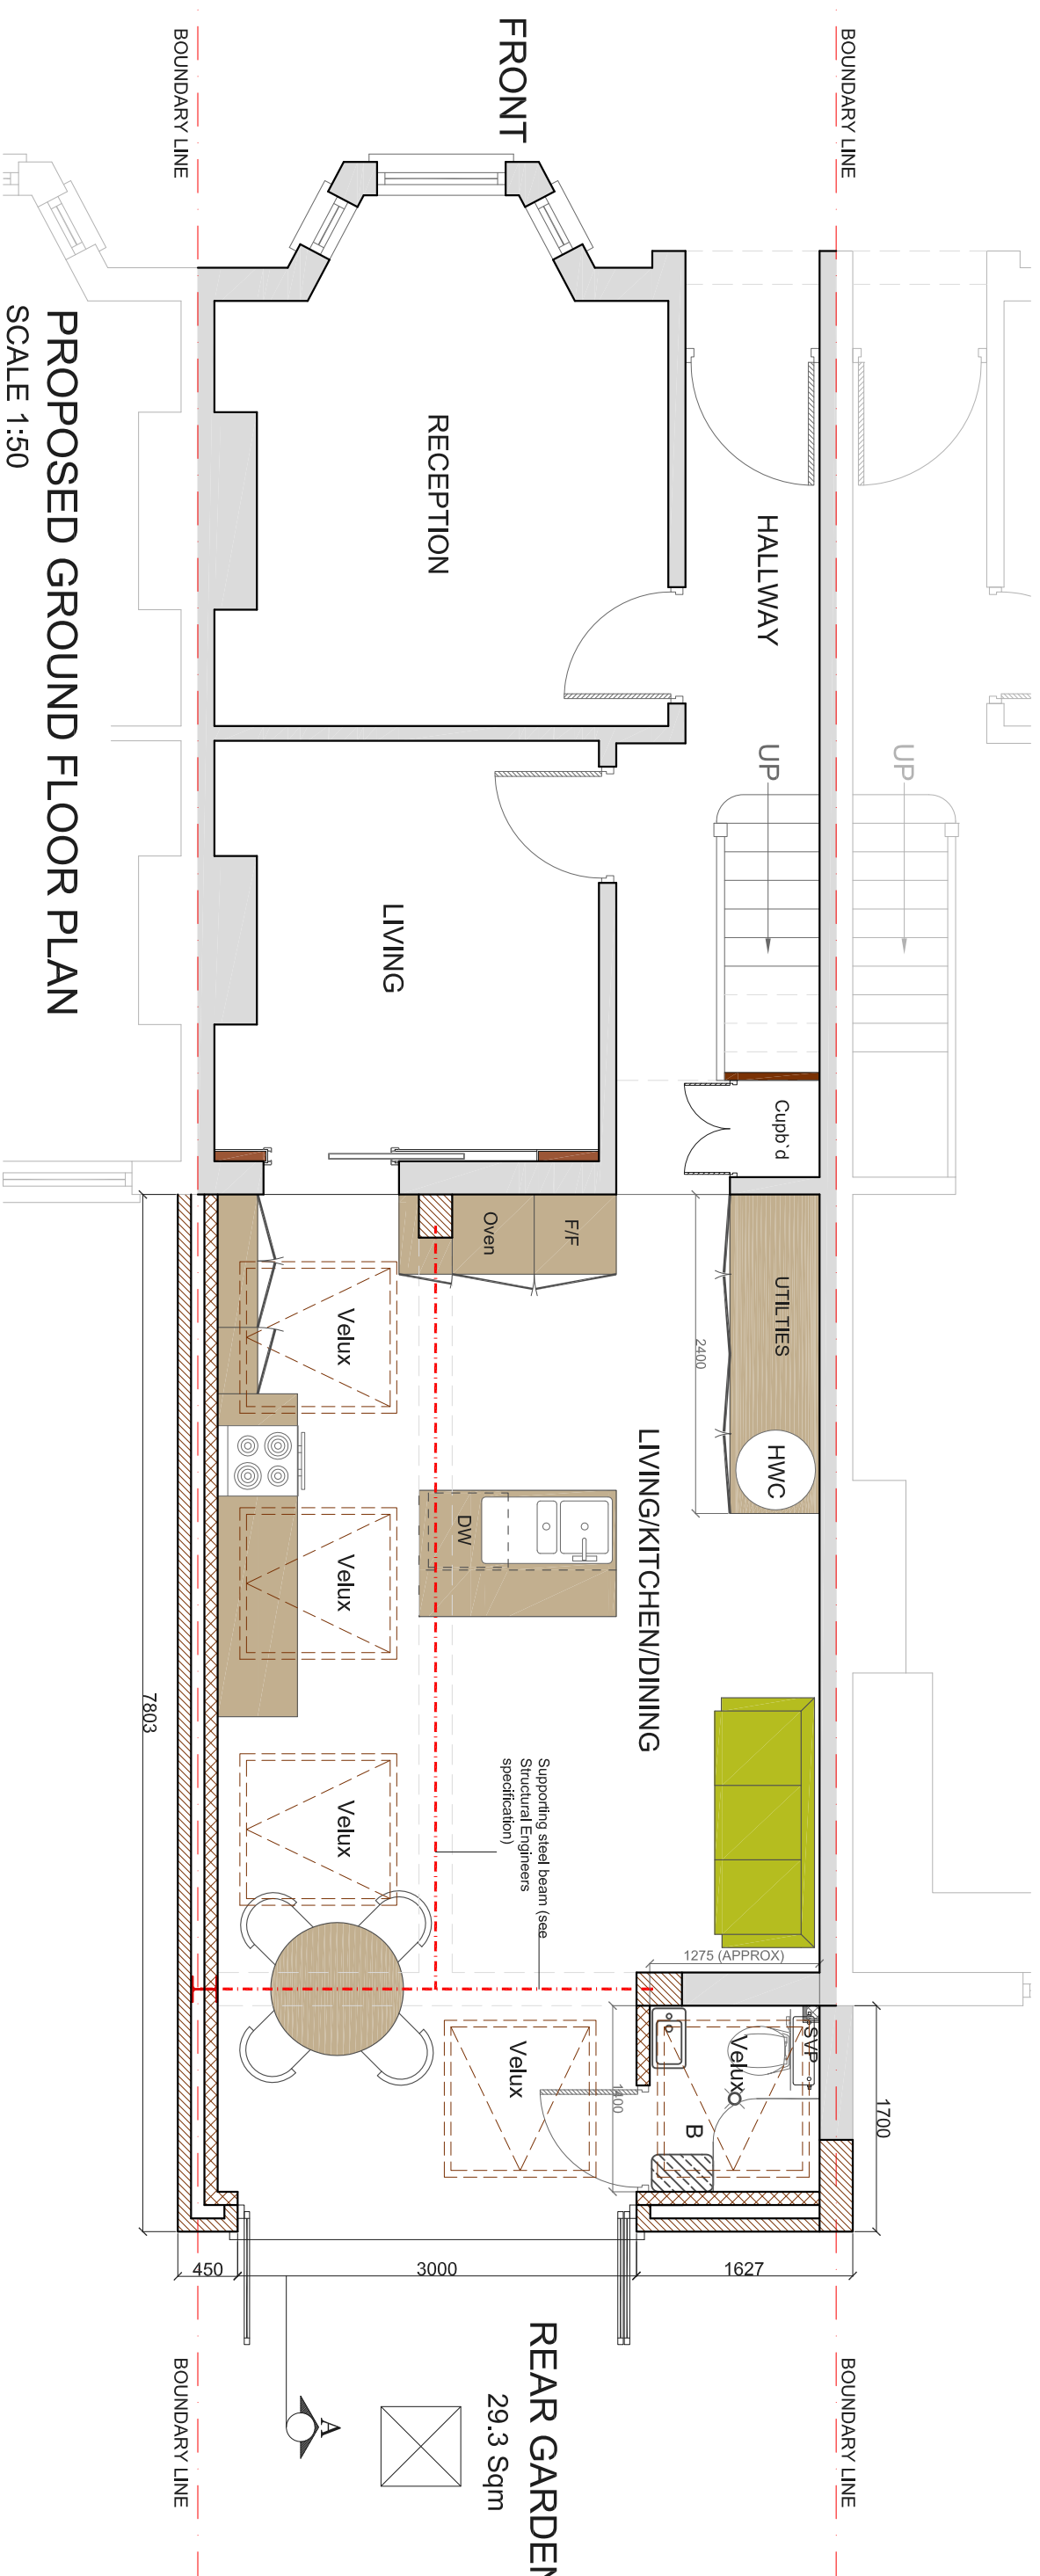 BOUNDARY LINE
BOUNDARY LINE
FRONT
HALLWAY
RECEPTION
UP
UP
LIVING
Cupb`d
PROPOSED GROUND FLOOR PLAN
SCALE 1:50
F/F
Oven
UTILTIES
HWC
2400
Velux
DW
Velux
LIVING/KITCHEN/DINING
Velux
Supporting steel beam (see
Structural Engineers
specification)
7803
1275 (APPROX)
SVP
Velux
B
1400
Velux
1700
450
3000
1627
REAR GARDEN
29.3 Sqm
A
BOUNDARY LINE
BOUNDARY LINE